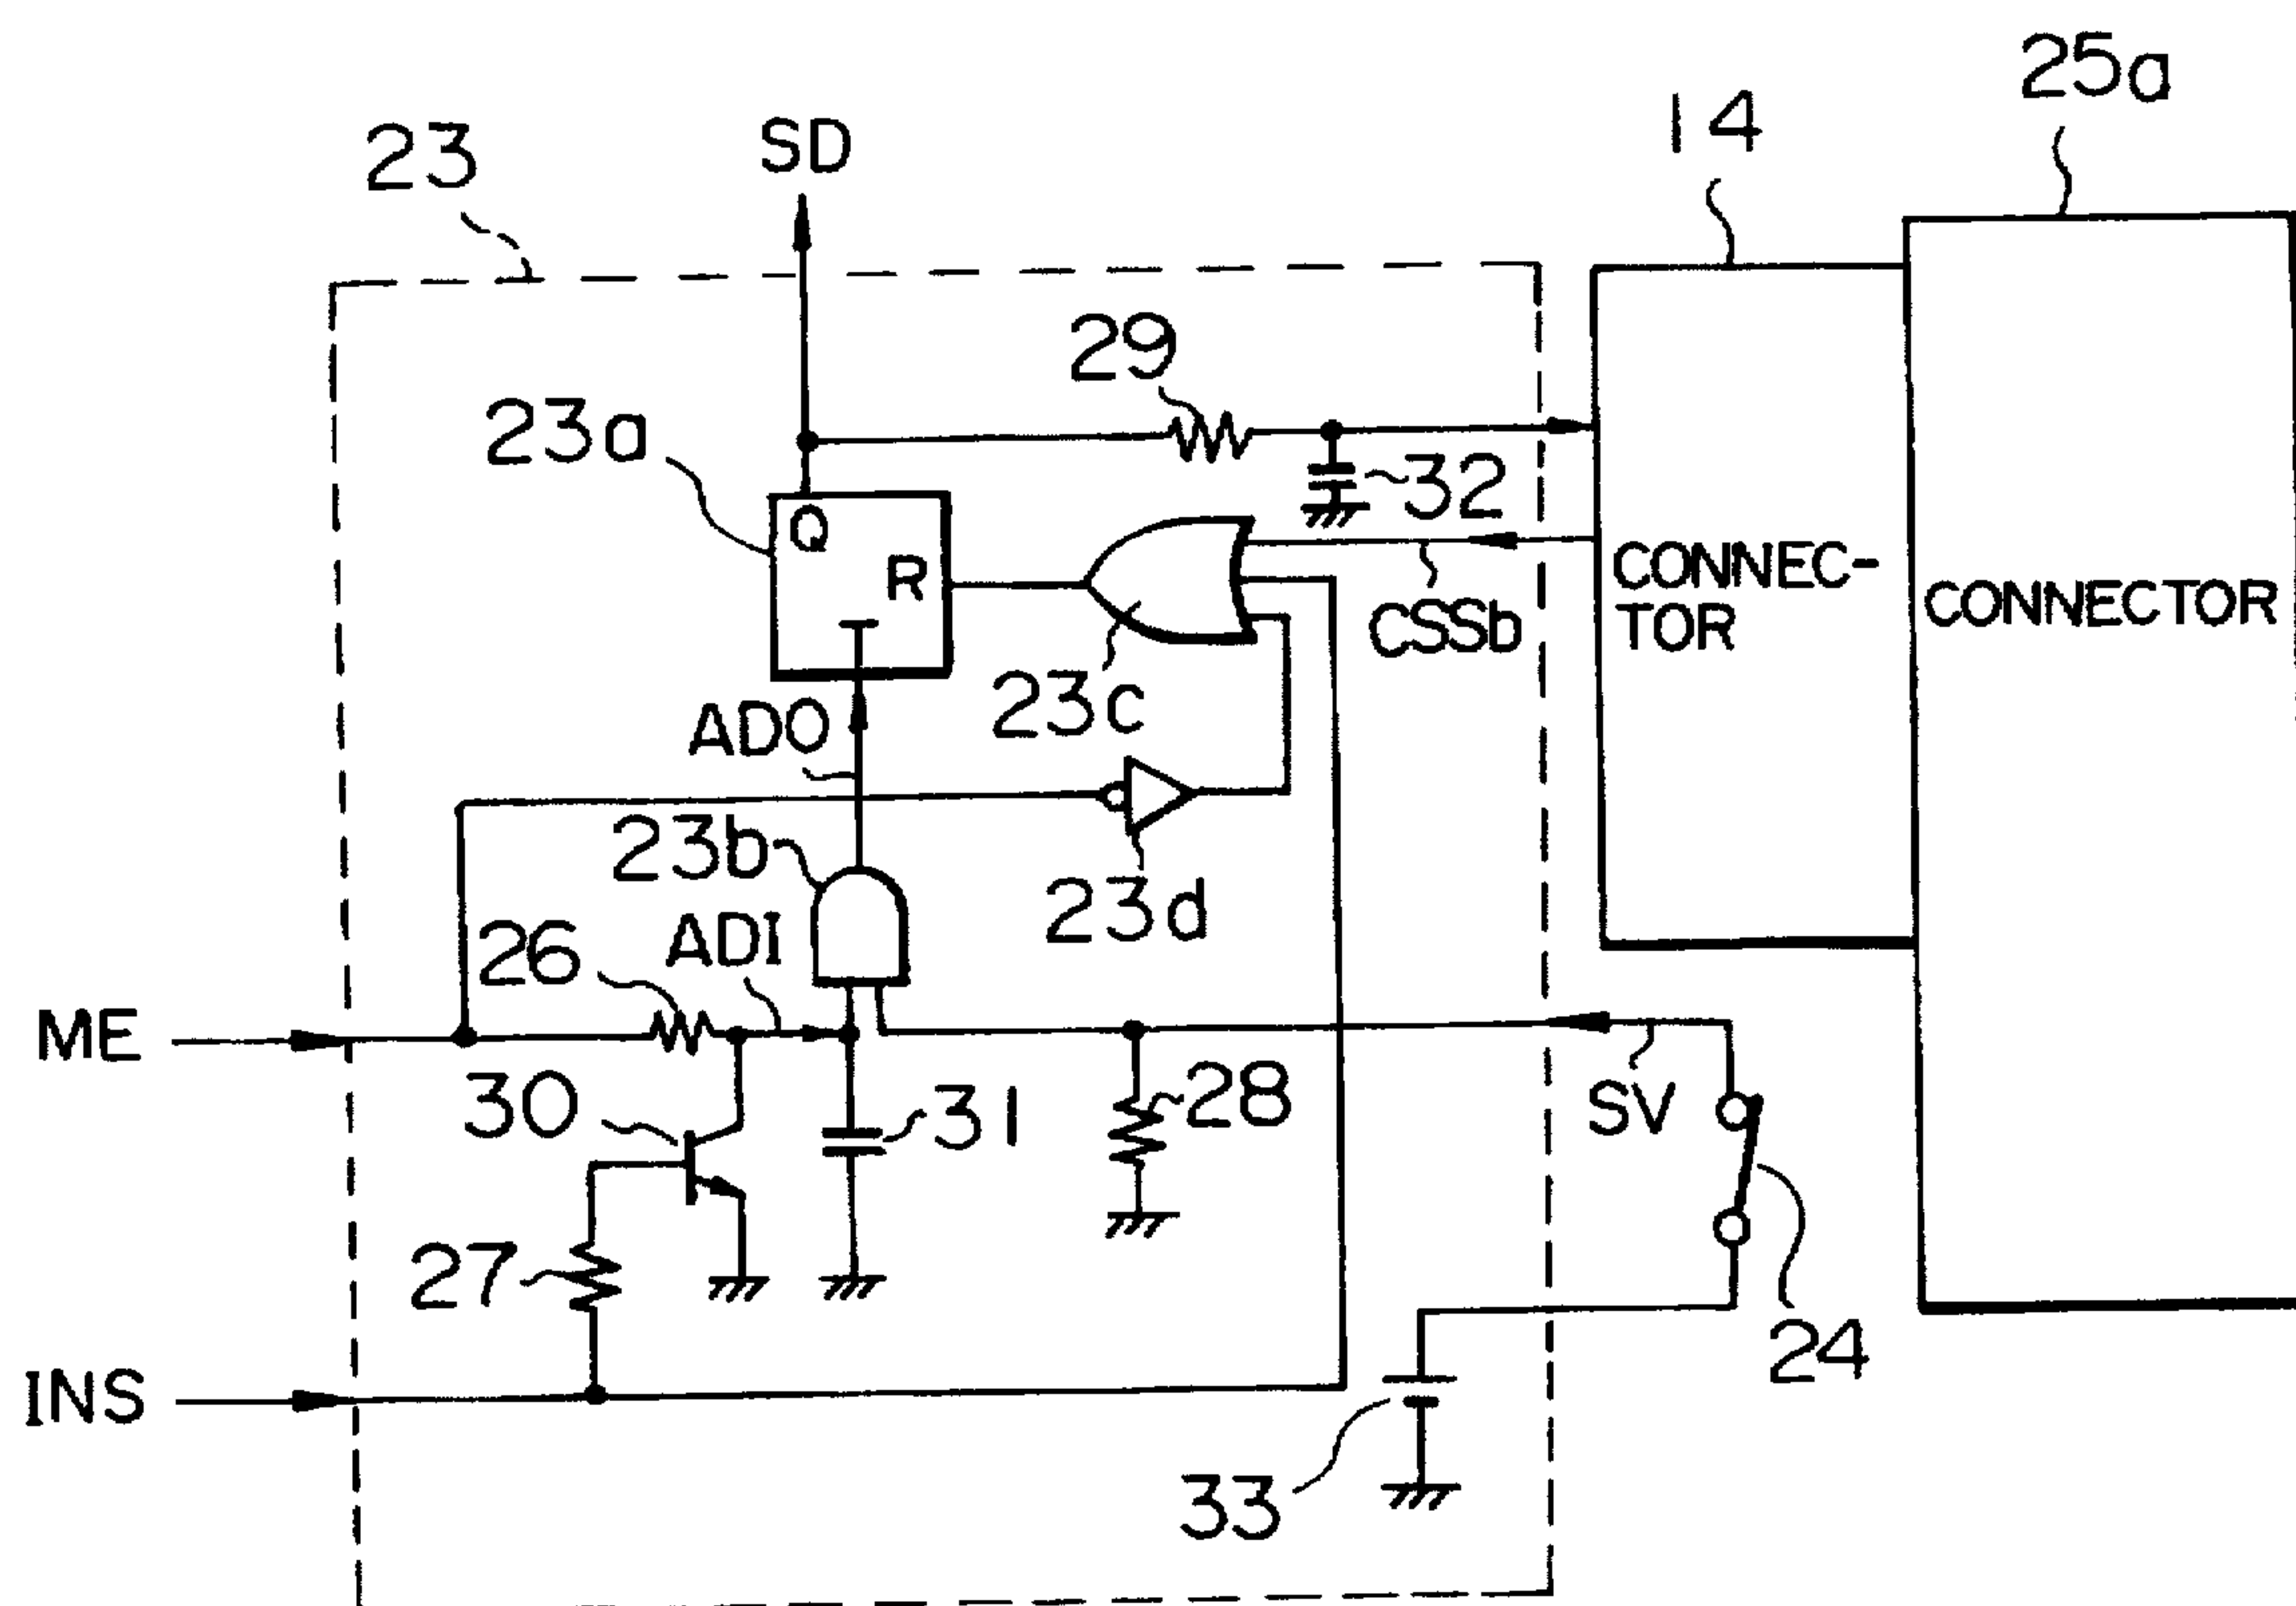 25a
14
SD
23
29
23a
32
Q
R
CONNEC-
TOR
CONNECTOR
CSSb
23c
ADO
T
23b
23d
26
ADI
ME
30
31
28
SV
27
24
INS
33